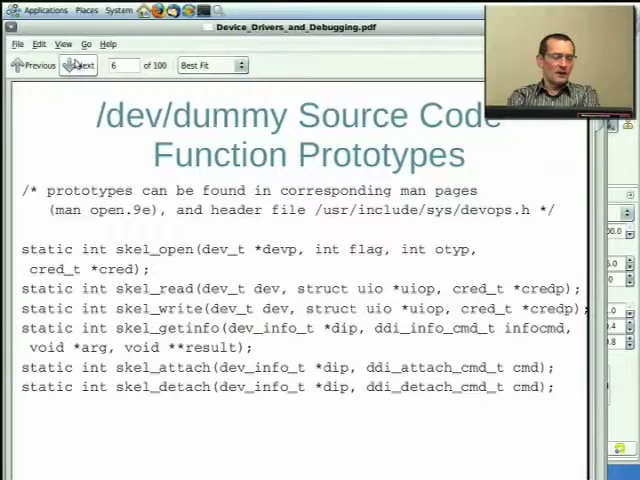 Applications Places System
Device_Drivers_and_Debugging.pdf
File Edit View Go Help
Previous Next 6 of 100 Best Fit
/dev/dummy Source Code
Function Prototypes
/* prototypes can be found in corresponding man pages
(man open.9e), and header file /usr/include/sys/devops.h */
static int skel_open(dev_t *devp, int flag, int otyp,
cred_t *cred);
static int skel_read(dev_t dev, struct uio *uiop, cred_t *credp);
static int skel_write(dev_t dev, struct uio *uiop, cred_t *credp);
static int skel_getinfo(dev_info_t *dip, ddi_info_cmd_t infocmd,
void *arg, void **result);
static int skel_attach(dev_info_t *dip, ddi_attach_cmd_t cmd);
static int skel_detach(dev_info_t *dip, ddi_detach_cmd_t cmd);